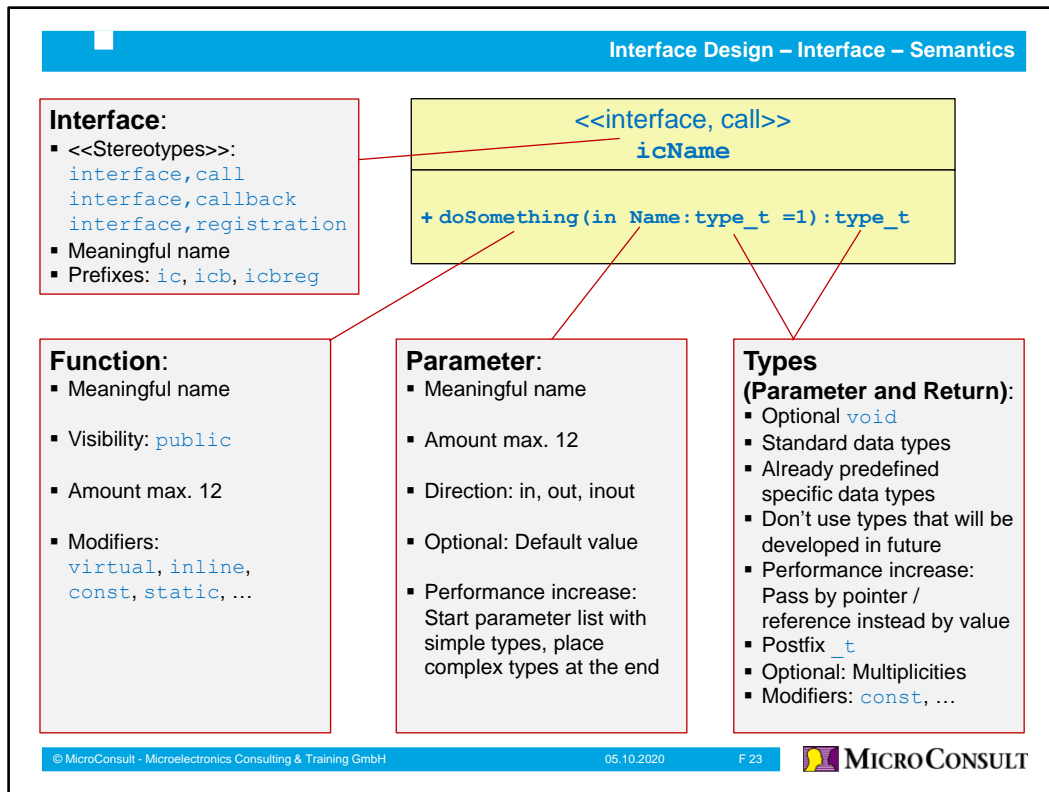 Interface Design – Interface – Semantics
Interface:
▪ <<Stereotypes>>:
interface,call
interface,callback
interface,registration
▪ Meaningful name
▪ Prefixes: ic, icb, icbreg
<<interface, call>>
icName
+ doSomething(in Name:type_t =1):type_t
Function:
▪ Meaningful name
▪ Visibility: public
▪ Amount max. 12
▪ Modifiers:
virtual, inline,
const, static, …
Parameter:
▪ Meaningful name
▪ Amount max. 12
▪ Direction: in, out, inout
▪ Optional: Default value
▪ Performance increase:
Start parameter list with
simple types, place
complex types at the end
Types
(Parameter and Return):
▪ Optional void
▪ Standard data types
▪ Already predefined
specific data types
▪ Don’t use types that will be
developed in future
▪ Performance increase:
Pass by pointer /
reference instead by value
▪ Postfix _t
▪ Optional: Multiplicities
▪ Modifiers: const, …
© MicroConsult - Microelectronics Consulting & Training GmbH
05.10.2020
F 23
MICROCONSULT